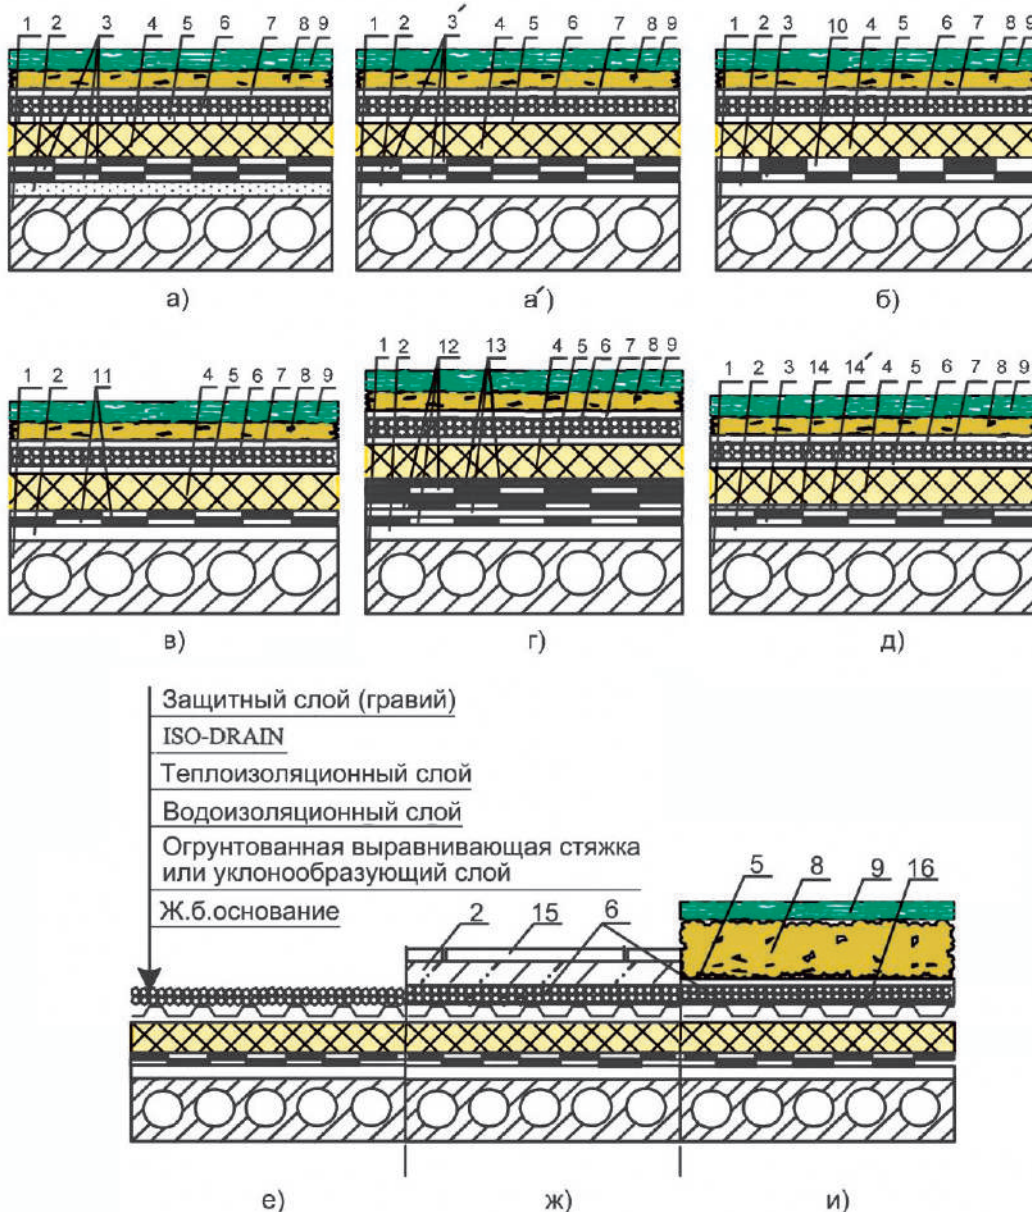 1 2 3 4 5 6 7 8 9
1 2 3′ 4 5 6 7 8 9
1 2 3 10 4 5 6 7 8 9
а)
а′)
б)
1 2 11 4 5 6 7 8 9
1 2 12 13 4 5 6 7 8 9
1 2 3 14 14′ 4 5 6 7 8 9
в)
г)
д)
Защитный слой (гравий)
ISO-DRAIN
Теплоизоляционный слой
Водоизоляционный слой
Огрунтованная выравнивающая стяжка
или уклонообразующий слой
Ж.б.основание
2 15 6
5 8 9 16
е)
ж)
и)